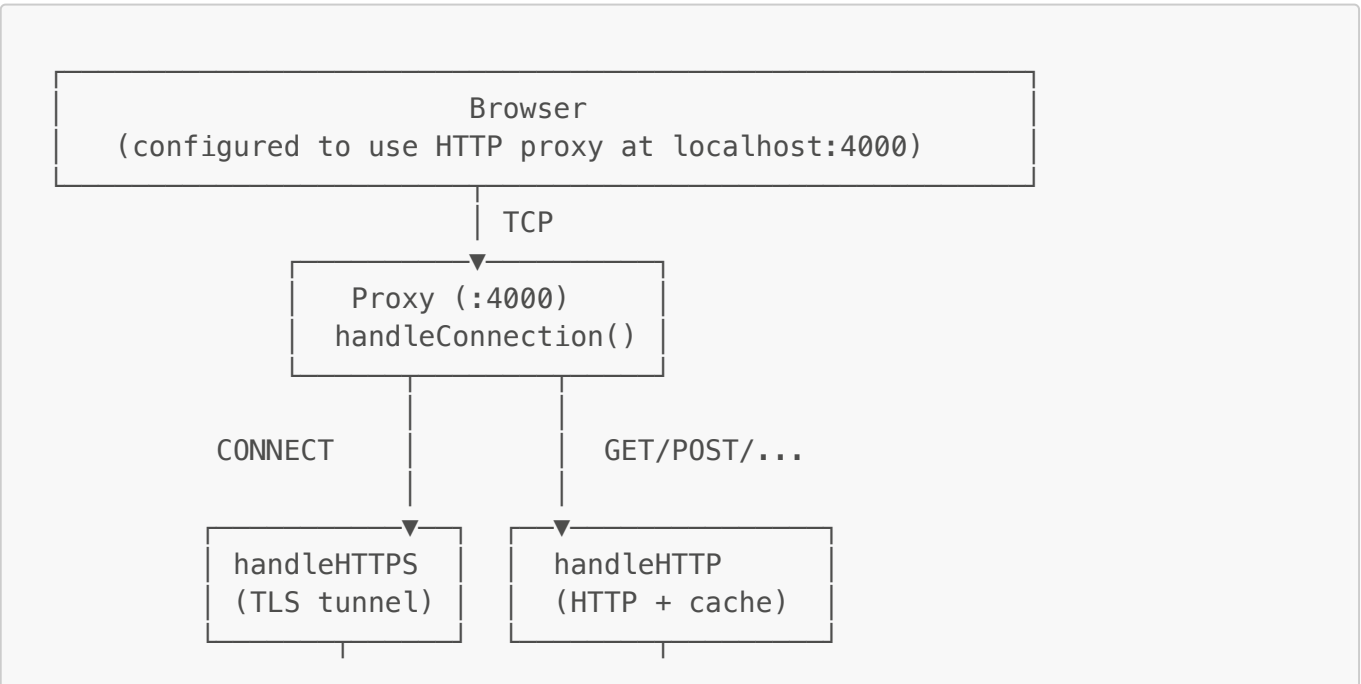 Browser
(configured to use HTTP proxy at localhost:4000)
TCP
Proxy (:4000)
handleConnection()
CONNECT GET/POST/...
handleHTTPS handleHTTP
(TLS tunnel) (HTTP + cache)